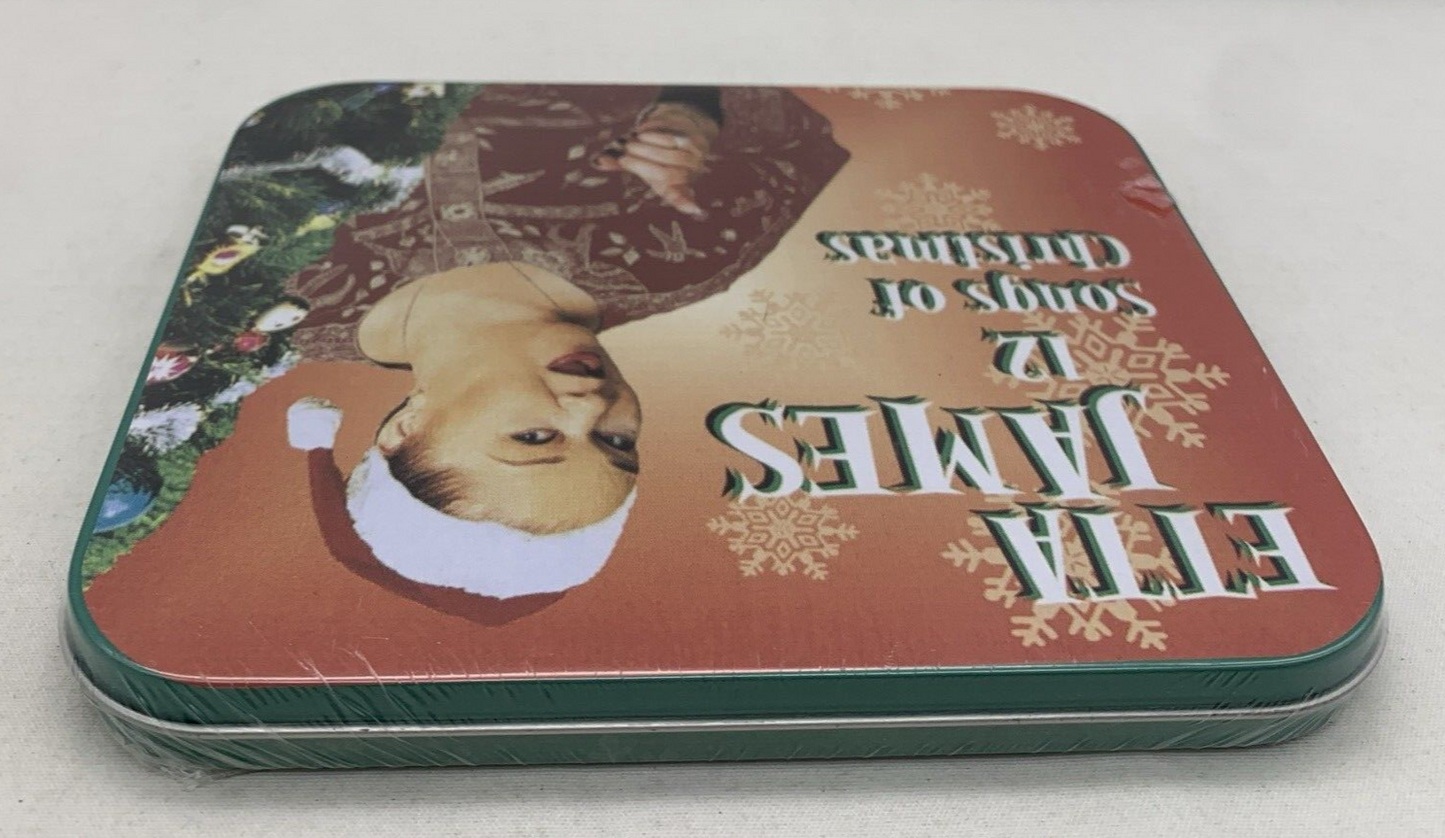 ETTA
JAMES
12
Songs of
Christmas